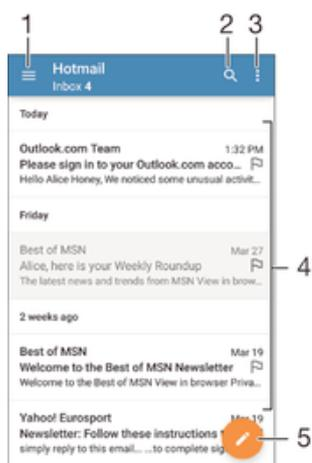 1 2 3
Hotmail
Inbox 4
Today
Outlook.com Team 1:32 PM
Please sign in to your Outlook.com acco...
Hello Alice Honey, We noticed some unusual activit...
Friday
Best of MSN Mar 27
Alice, here is your Weekly Roundup
4
The latest news and trends from MSN View in brow...
2 weeks ago
Best of MSN Mar 19
Welcome to the Best of MSN Newsletter
Welcome to the Best of MSN View in browser Priva...
Yahoo! Eurosport Mar 19
Newsletter: Follow these instructions
5
simply reply to this email... ...to complete